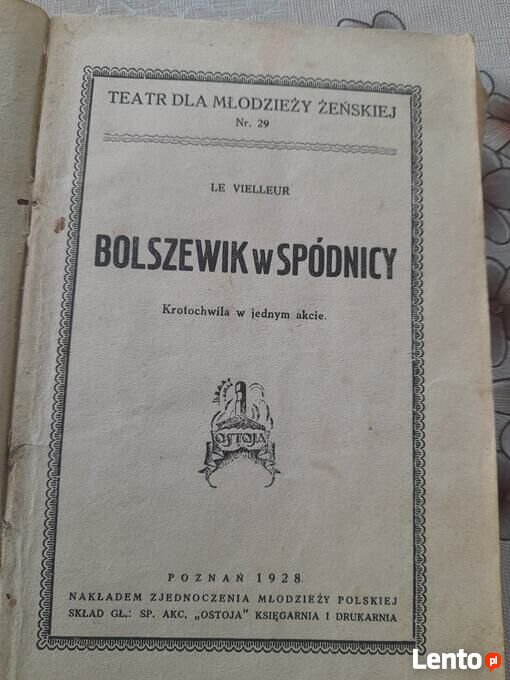 TEATR DLA MŁODZIEŻY ŻEŃSKIEJ
Nr. 29
LE VIELLEUR
BOLSZEWIK w SPÓDNICY
Krotochwila w jednym akcie.
OSTOJA
POZNAŃ 1928.
NAKŁADEM ZJEDNOCZENIA MŁODZIEŻY POLSKIEJ
SKŁAD GŁ.: SP. AKC. „OSTOJA" KSIĘGARNIA I DRUKARNIA
Lento.pl